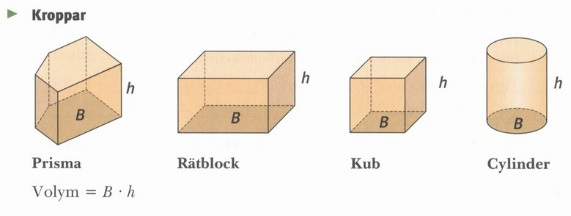 Kroppar
h h h h
B B B B
Prisma Rätblock Kub Cylinder
Volym = B · h